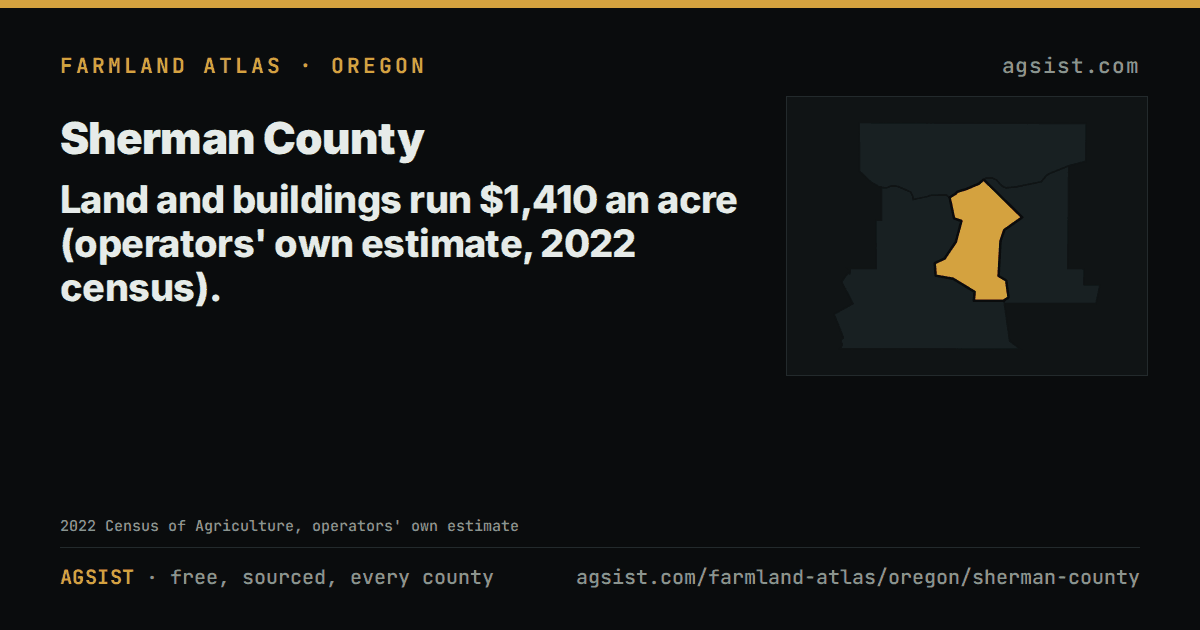 FARMLAND ATLAS · OREGON
agsist.com
Sherman County
Land and buildings run $1,410 an acre
(operators' own estimate, 2022
census).
2022 Census of Agriculture, operators' own estimate
AGSIST · free, sourced, every county
agsist.com/farmland-atlas/oregon/sherman-county